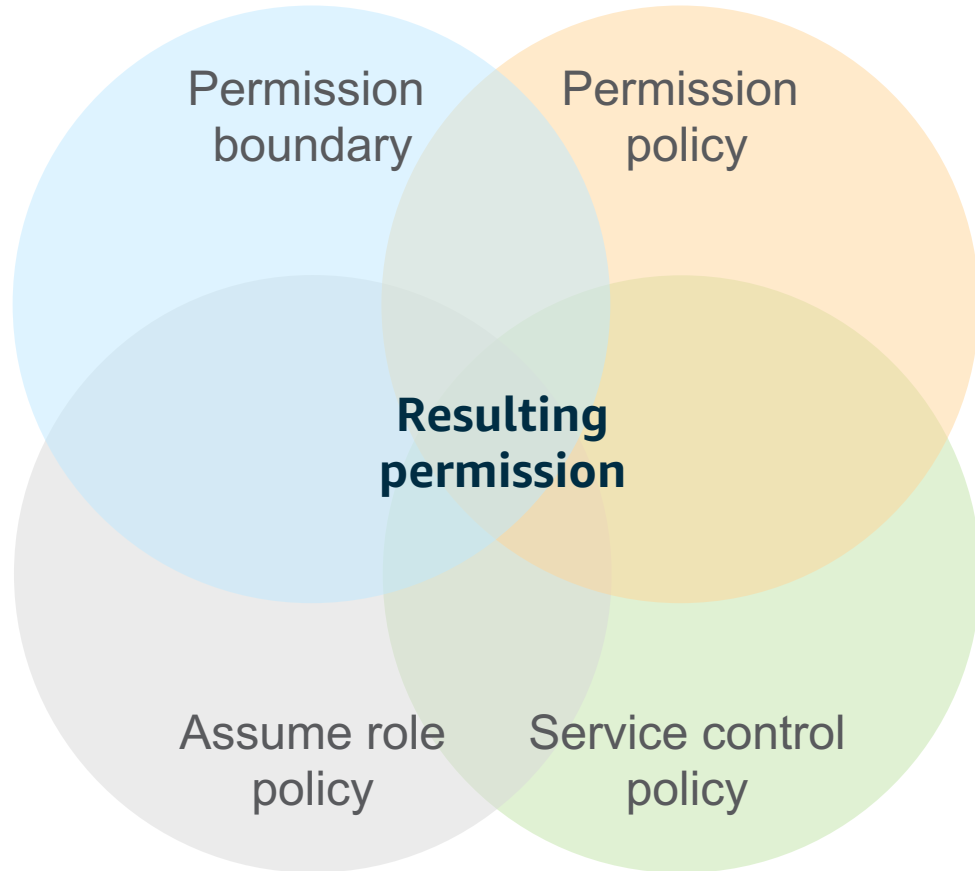 Permission
boundary
Permission
policy
Resulting
permission
Assume role
policy
Service control
policy